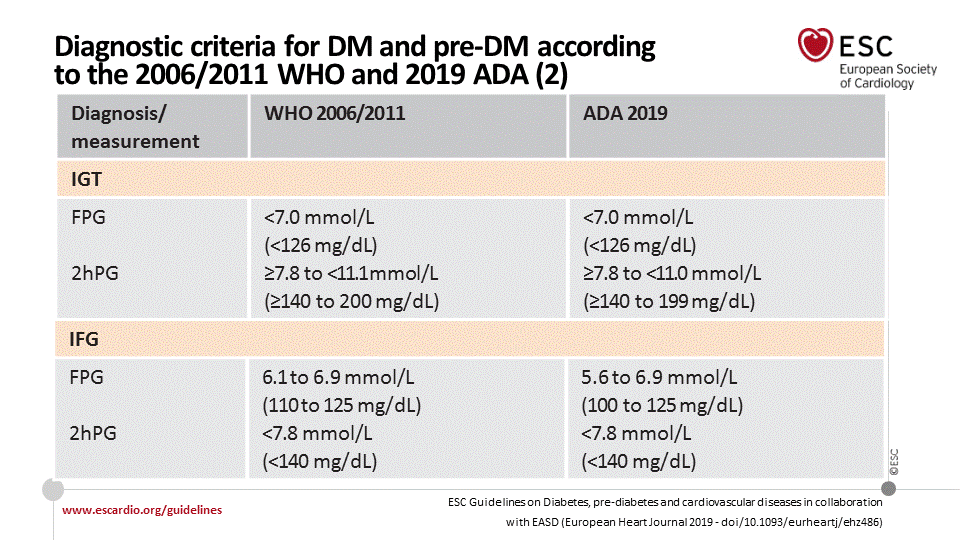 Diagnostic criteria for DM and pre-DM according
to the 2006/2011 WHO and 2019 ADA (2)
ESC
European Society
of Cardiology
Diagnosis/
measurement
WHO 2006/2011
ADA 2019
IGT
FPG
<7.0 mmol/L
(<126 mg/dL)
<7.0 mmol/L
(<126 mg/dL)
2hPG
≥7.8 to <11.1mmol/L
(≥140 to 200 mg/dL)
≥7.8 to <11.0 mmol/L
(≥140 to 199 mg/dL)
IFG
FPG
6.1 to 6.9 mmol/L
(110 to 125 mg/dL)
5.6 to 6.9 mmol/L
(100 to 125 mg/dL)
2hPG
<7.8 mmol/L
(<140 mg/dL)
<7.8 mmol/L
(<140 mg/dL)
©ESC
www.escardio.org/guidelines
ESC Guidelines on Diabetes, pre-diabetes and cardiovascular diseases in collaboration
with EASD (European Heart Journal 2019 - doi/10.1093/eurheartj/ehz486)